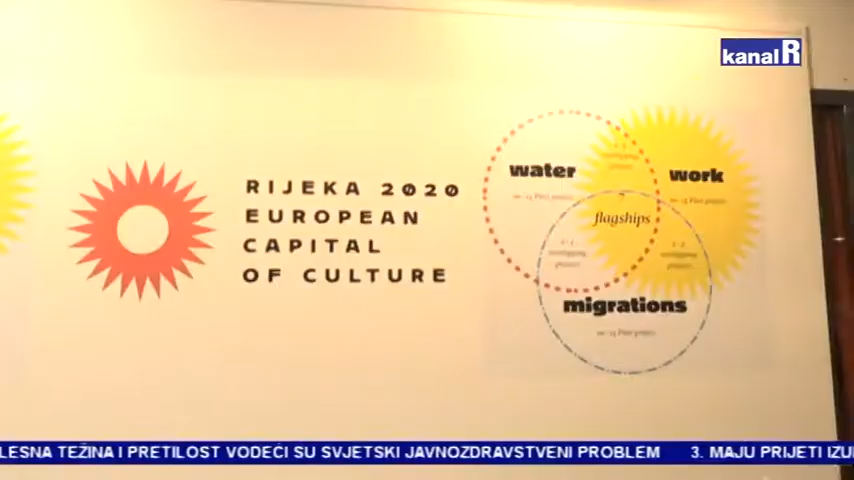 kanal R
RIJEKA 2020
EUROPEAN
CAPITAL
OF CULTURE
water
work
7
flagships
migrations
LESNA TEŽINA I PRETILOST VODEĆI SU SVJETSKI JAVNOZDRAVSTVENI PROBLEM 3. MAJU PRIJETI IZU